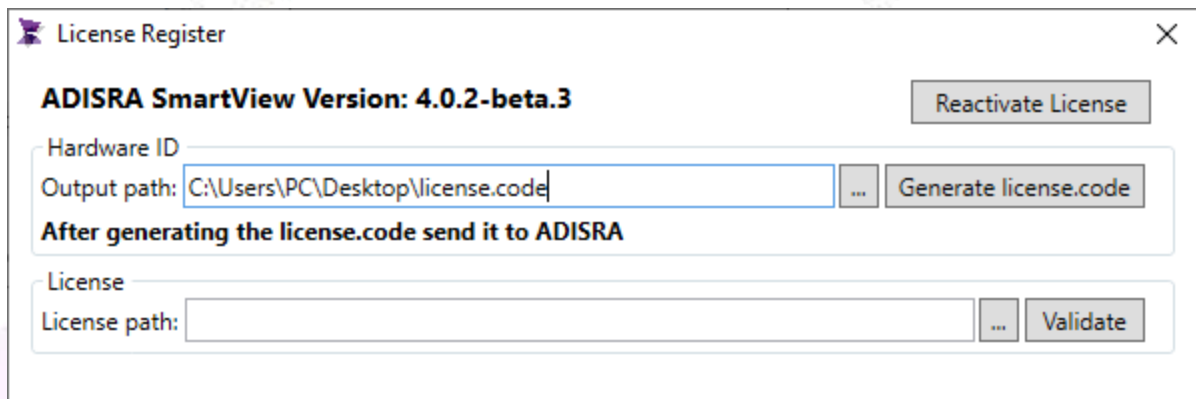 License Register
ADISRA SmartView Version: 4.0.2-beta.3
Reactivate License
Hardware ID
Output path: C:\Users\PC\Desktop\license.code ... Generate license.code
After generating the license.code send it to ADISRA
License
License path: ... Validate